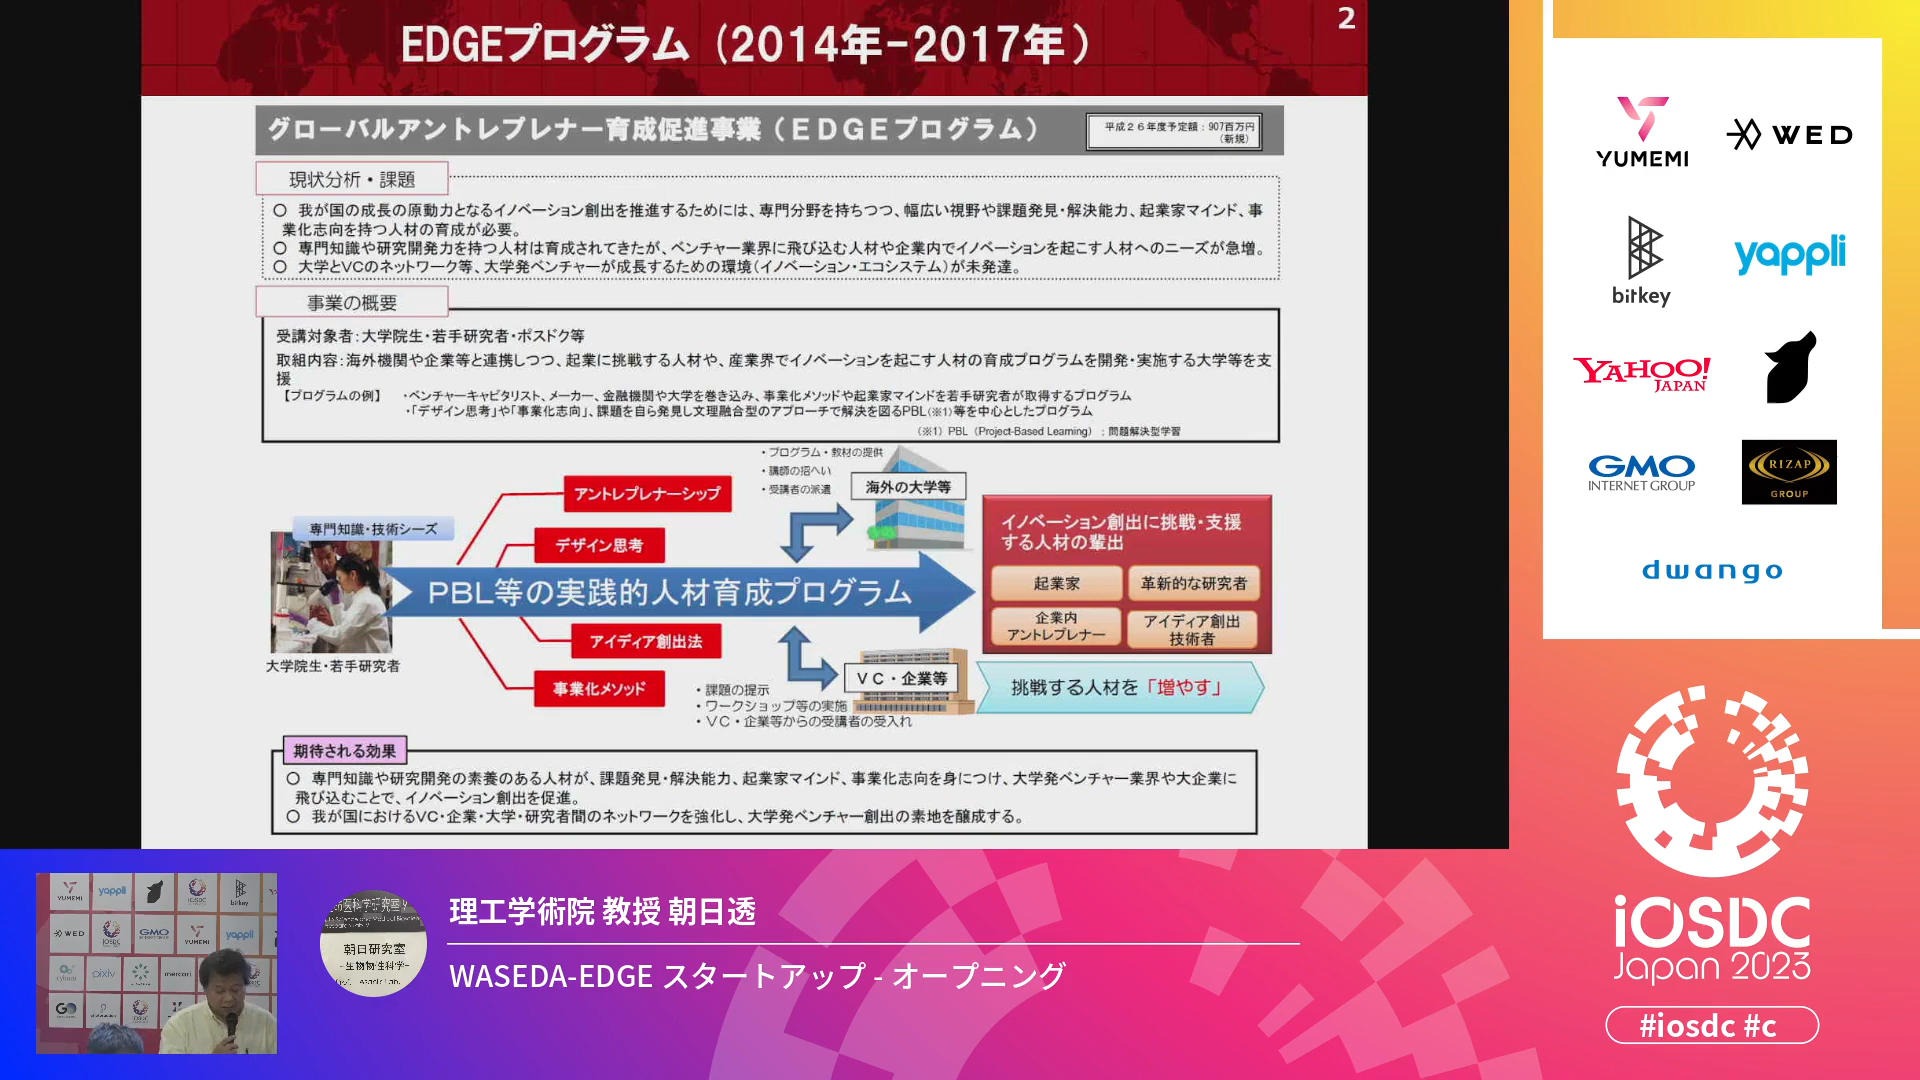 EDGEプログラム（2014年-2017年）
2
グローバルアントレプレナー育成促進事業（ＥＤＧＥプログラム）
平成２６年度予定額：907百万円
（新規）
現状分析・課題
○ 我が国の成長の原動力となるイノベーション創出を推進するためには、専門分野を持ちつつ、幅広い視野や課題発見・解決能力、起業家マインド、事
業化志向を持つ人材の育成が必要。
○ 専門知識や研究開発力を持つ人材は育成されてきたが、ベンチャー業界に飛び込む人材や企業内でイノベーションを起こす人材へのニーズが急増。
○ 大学とVCのネットワーク等、大学発ベンチャーが成長するための環境（イノベーション・エコシステム）が未発達。
事業の概要
受講対象者：大学院生・若手研究者・ポスドク等
取組内容：海外機関や企業等と連携しつつ、起業に挑戦する人材や、産業界でイノベーションを起こす人材の育成プログラムを開発・実施する大学等を支
援
【プログラムの例】 ・ベンチャーキャピタリスト、メーカー、金融機関や大学を巻き込み、事業化メソッドや起業家マインドを若手研究者が取得するプログラム
・「デザイン思考」や「事業化志向」、課題を自ら発見し文理融合型のアプローチで解決を図るPBL（※1）等を中心としたプログラム
（※1）PBL（Project-Based Learning）：問題解決型学習
・プログラム・教材の提供
・講師の招へい
・受講者の派遣
海外の大学等
アントレプレナーシップ
専門知識・技術シーズ
デザイン思考
PBL等の実践的人材育成プログラム
アイディア創出法
事業化メソッド
大学院生・若手研究者
イノベーション創出に挑戦・支援
する人材の輩出
起業家
革新的な研究者
企業内
アントレプレナー
アイディア創出
技術者
ＶＣ・企業等
挑戦する人材を「増やす」
・課題の提示
・ワークショップ等の実施
・ＶＣ・企業等からの受講者の受入れ
期待される効果
○ 専門知識や研究開発の素養のある人材が、課題発見・解決能力、起業家マインド、事業化志向を身につけ、大学発ベンチャー業界や大企業に
飛び込むことで、イノベーション創出を促進。
○ 我が国におけるVC・企業・大学・研究者間のネットワークを強化し、大学発ベンチャー創出の素地を醸成する。
YUMEMI
WED
bitkey
yappli
YAHOO!
JAPAN
GMO
INTERNET GROUP
RIZAP
GROUP
dwango
iOSDC
Japan 2023
#iosdc #c
朝日研究室
-生物物性科学-
理工学術院 教授 朝日透
WASEDA-EDGE スタートアップ - オープニング
YUMEMI
yappli
iOSDC
bitkey
WED
GMO
YUMEMI
yappli
pixiv
mercari
GO